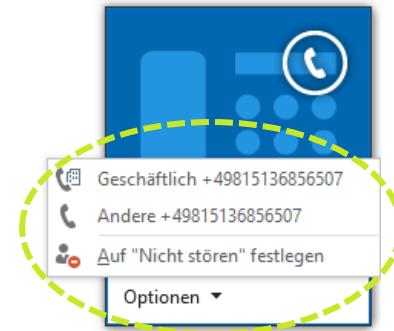 Geschäftlich +49815136856507
Andere +49815136856507
Auf "Nicht stören" festlegen
Optionen